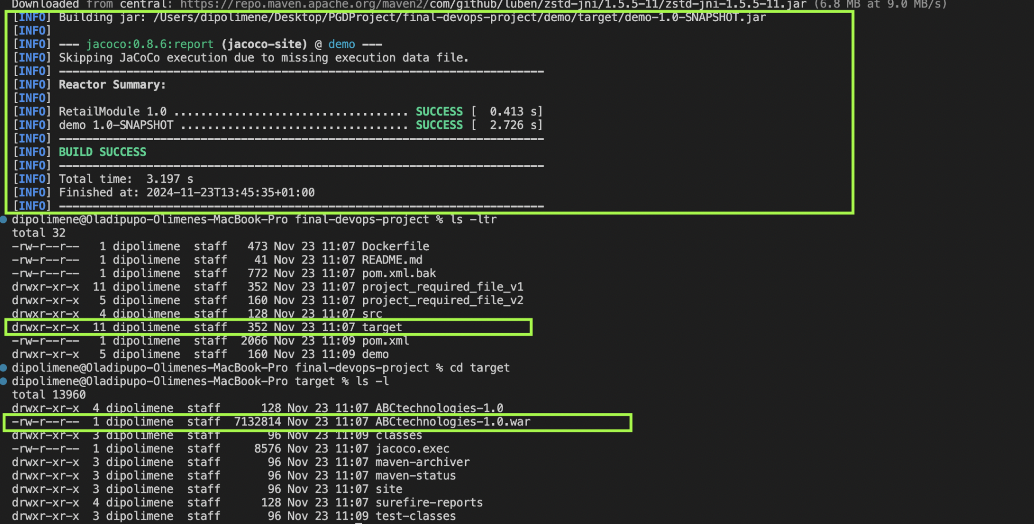 Downloaded from central: https://repo.maven.apache.org/maven2/com/github/luben/zstd-jni/1.5.5-11/zstd-jni-1.5.5-11.jar (6.8 MB at 9.0 MB/s)
[INFO] Building jar: /Users/dipolimene/Desktop/PGDProject/final-devops-project/demo/target/demo-1.0-SNAPSHOT.jar
[INFO]
[INFO] --- jacoco:0.8.6:report (jacoco-site) @ demo ---
[INFO] Skipping JaCoCo execution due to missing execution data file.
[INFO] ------------------------------------------------------------------------
[INFO] Reactor Summary:
[INFO]
[INFO] RetailModule 1.0 ................................... SUCCESS [  0.413 s]
[INFO] demo 1.0-SNAPSHOT .................................. SUCCESS [  2.726 s]
[INFO] ------------------------------------------------------------------------
[INFO] BUILD SUCCESS
[INFO] ------------------------------------------------------------------------
[INFO] Total time:  3.197 s
[INFO] Finished at: 2024-11-23T13:45:35+01:00
[INFO] ------------------------------------------------------------------------
dipolimene@Oladipupo-Olimenes-MacBook-Pro final-devops-project % ls -ltr
total 32
-rw-r--r--   1 dipolimene  staff   473 Nov 23 11:07 Dockerfile
-rw-r--r--   1 dipolimene  staff    41 Nov 23 11:07 README.md
-rw-r--r--   1 dipolimene  staff   772 Nov 23 11:07 pom.xml.bak
drwxr-xr-x  11 dipolimene  staff   352 Nov 23 11:07 project_required_file_v1
drwxr-xr-x   5 dipolimene  staff   160 Nov 23 11:07 project_required_file_v2
drwxr-xr-x   4 dipolimene  staff   128 Nov 23 11:07 src
drwxr-xr-x  11 dipolimene  staff   352 Nov 23 11:07 target
-rw-r--r--   1 dipolimene  staff  2066 Nov 23 11:09 pom.xml
drwxr-xr-x   5 dipolimene  staff   160 Nov 23 11:09 demo
dipolimene@Oladipupo-Olimenes-MacBook-Pro final-devops-project % cd target
dipolimene@Oladipupo-Olimenes-MacBook-Pro target % ls -l
total 13960
drwxr-xr-x  4 dipolimene  staff      128 Nov 23 11:07 ABCtechnologies-1.0
-rw-r--r--  1 dipolimene  staff  7132814 Nov 23 11:07 ABCtechnologies-1.0.war
drwxr-xr-x  3 dipolimene  staff       96 Nov 23 11:07 classes
-rw-r--r--  1 dipolimene  staff     8576 Nov 23 11:07 jacoco.exec
drwxr-xr-x  3 dipolimene  staff       96 Nov 23 11:07 maven-archiver
drwxr-xr-x  3 dipolimene  staff       96 Nov 23 11:07 maven-status
drwxr-xr-x  3 dipolimene  staff       96 Nov 23 11:07 site
drwxr-xr-x  4 dipolimene  staff      128 Nov 23 11:07 surefire-reports
drwxr-xr-x  3 dipolimene  staff       96 Nov 23 11:09 test-classes